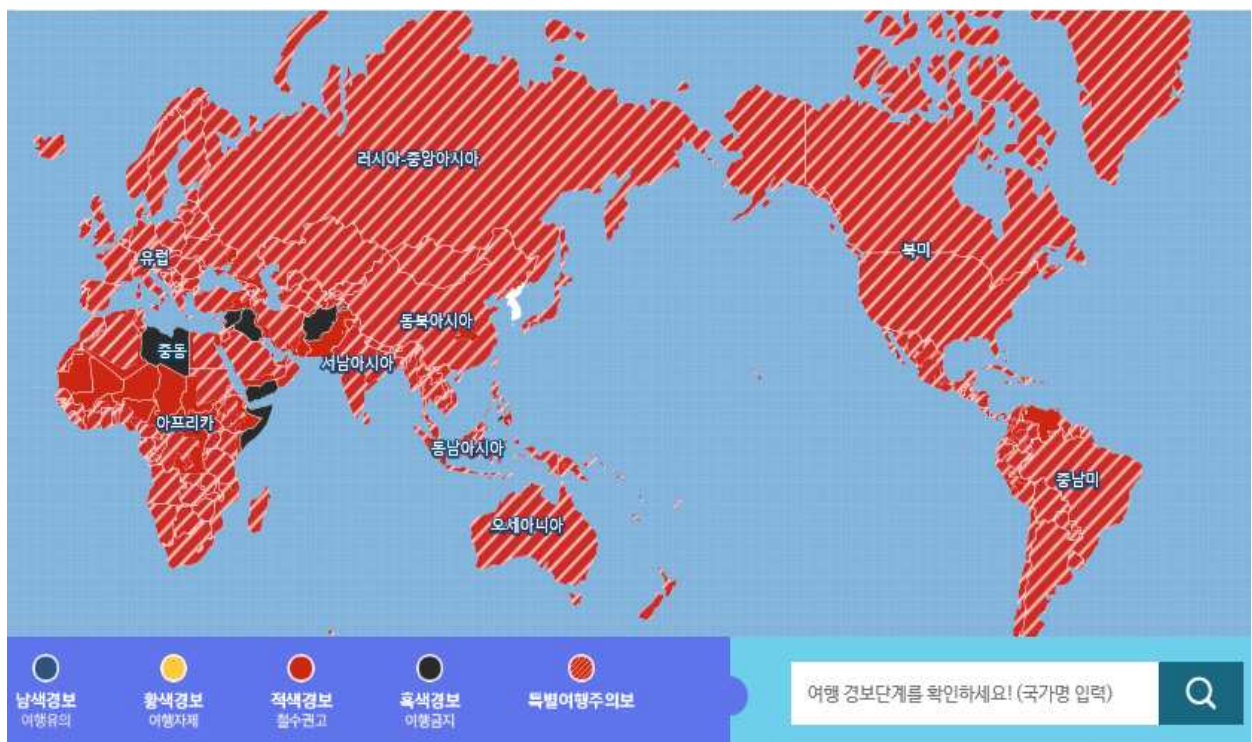 러시아-중앙아시아
유럽
북미
동북아시아
중동
서남아시아
아프리카
동남아시아
중남미
오세아니아
남색경보
여행유의
황색경보
여행자제
적색경보
철수권고
흑색경보
여행금지
특별여행주의보
여행 경보단계를 확인하세요! (국가명 입력)